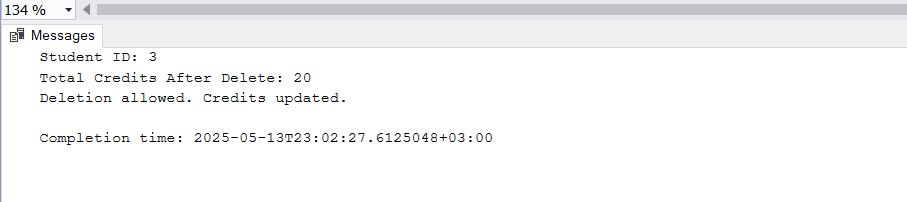 134 %
Messages
Student ID: 3
Total Credits After Delete: 20
Deletion allowed. Credits updated.
Completion time: 2025-05-13T23:02:27.6125048+03:00